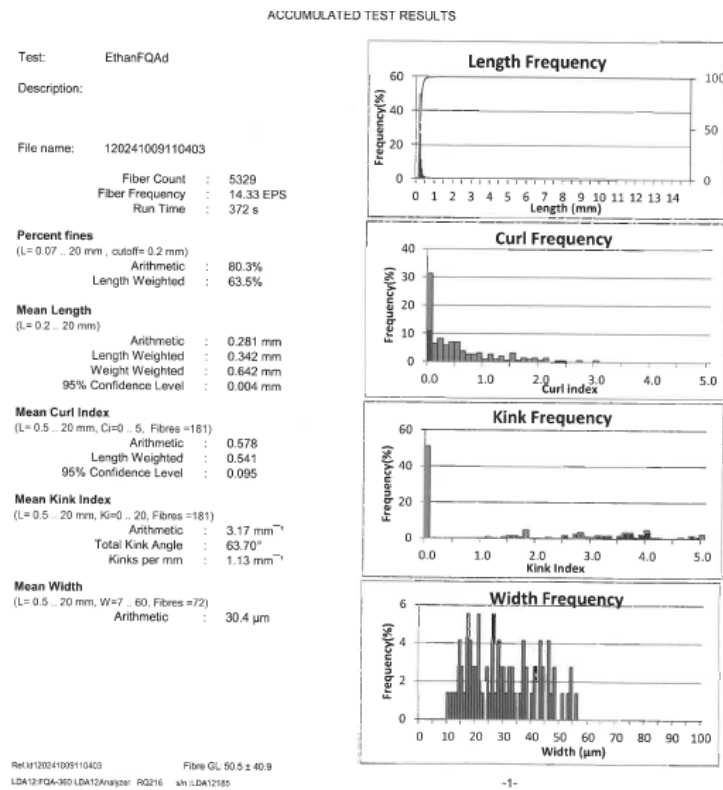 ACCUMULATED TEST RESULTS
Test: EthanFQAd
Description:
File name: 120241009110403
Fiber Count : 5329
Fiber Frequency : 14.33 EPS
Run Time : 372 s
Percent fines
(L= 0.07 .. 20 mm , cutoff= 0.2 mm)
Arithmetic : 80.3%
Length Weighted : 63.5%
Mean Length
(L= 0.2 .. 20 mm)
Arithmetic : 0.281 mm
Length Weighted : 0.342 mm
Weight Weighted : 0.642 mm
95% Confidence Level : 0.004 mm
Mean Curl Index
(L= 0.5 .. 20 mm, Ci=0 .. 5, Fibres =181)
Arithmetic : 0.578
Length Weighted : 0.541
95% Confidence Level : 0.095
Mean Kink Index
(L= 0.5 .. 20 mm, Ki=0 .. 20, Fibres =181)
Arithmetic : 3.17 mm⁻¹
Total Kink Angle : 63.70°
Kinks per mm : 1.13 mm⁻¹
Mean Width
(L= 0.5 .. 20 mm, W=7 .. 60, Fibres =72)
Arithmetic : 30.4 µm
Length Frequency
Frequency(%)
60
40
20
0
100
50
0
0 1 2 3 4 5 6 7 8 9 10 11 12 13 14
Length (mm)
Curl Frequency
Frequency(%)
40
30
20
10
0
0.0 1.0 2.0 3.0 4.0 5.0
Curl index
Kink Frequency
Frequency(%)
60
40
20
0
0.0 1.0 2.0 3.0 4.0 5.0
Kink Index
Width Frequency
Frequency(%)
6
4
2
0
0 10 20 30 40 50 60 70 80 90 100
Width (µm)
Ref.Id120241009110403 Fibre GL: 50.5 ± 40.9
LDA12:FQA-360 LDA12Analyzer RQ216 s/n :LDA12185
-1-